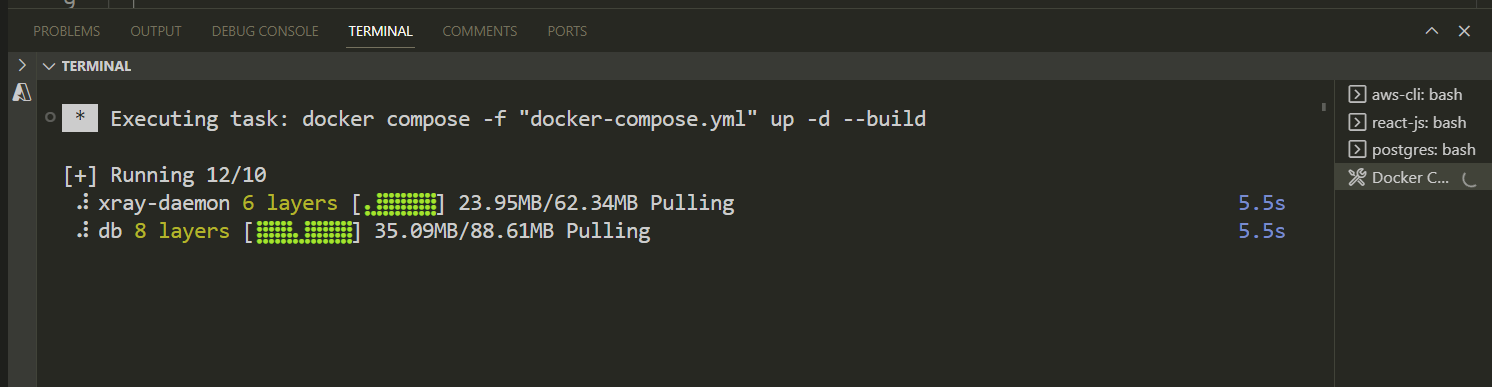 9
PROBLEMS OUTPUT DEBUG CONSOLE TERMINAL COMMENTS PORTS
TERMINAL
* Executing task: docker compose -f "docker-compose.yml" up -d --build
[+] Running 12/10
xray-daemon 6 layers [⣀⣿⣿⣿⣿⣿] 23.95MB/62.34MB Pulling 5.5s
db 8 layers [⣿⣿⣿⣀⣿⣿⣿⣿] 35.09MB/88.61MB Pulling 5.5s
aws-cli: bash
react-js: bash
postgres: bash
Docker C...